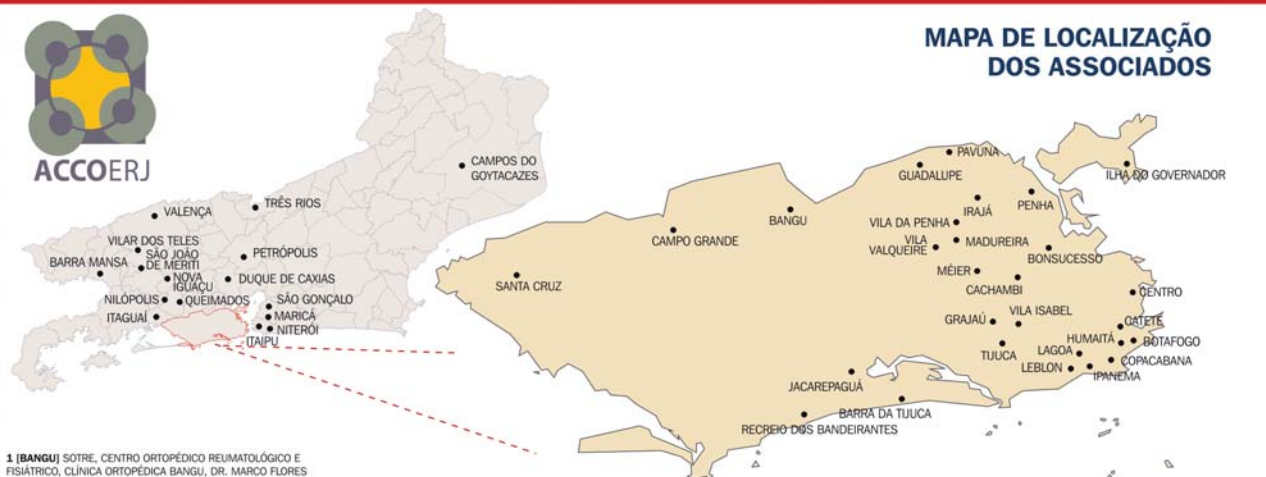 MAPA DE LOCALIZAÇÃO
DOS ASSOCIADOS
ACCOERJ
CAMPOS DO
GOYTACAZES
TRÊS RIOS
VALENÇA
VILAR DOS TELES
SÃO JOÃO
DE MERITI
BARRA MANSA
PETRÓPOLIS
NOVA
IGUAÇU
DUQUE DE CAXIAS
NILÓPOLIS
QUEIMADOS
SÃO GONÇALO
ITAGUAÍ
MARICÁ
NITERÓI
ITAIPU
PAVUNA
GUADALUPE
ILHA DO GOVERNADOR
IRAJÁ
PENHA
BANGU
VILA DA PENHA
CAMPO GRANDE
VILA
VALQUEIRE
MADUREIRA
BONSUCESSO
MÉIER
CACHAMBI
SANTA CRUZ
CENTRO
VILA ISABEL
GRAJAÚ
CATETE
HUMAITÁ
BOTAFOGO
TIJUCA
LAGOA
COPACABANA
LEBLON
IPANEMA
JACAREPAGUÁ
BARRA DA TIJUCA
RECREIO DOS BANDEIRANTES
1 [BANGU] SOTRE, CENTRO ORTOPÉDICO REUMATOLÓGICO E
FISIÁTRICO, CLÍNICA ORTOPÉDICA BANGU, DR. MARCO FLORES